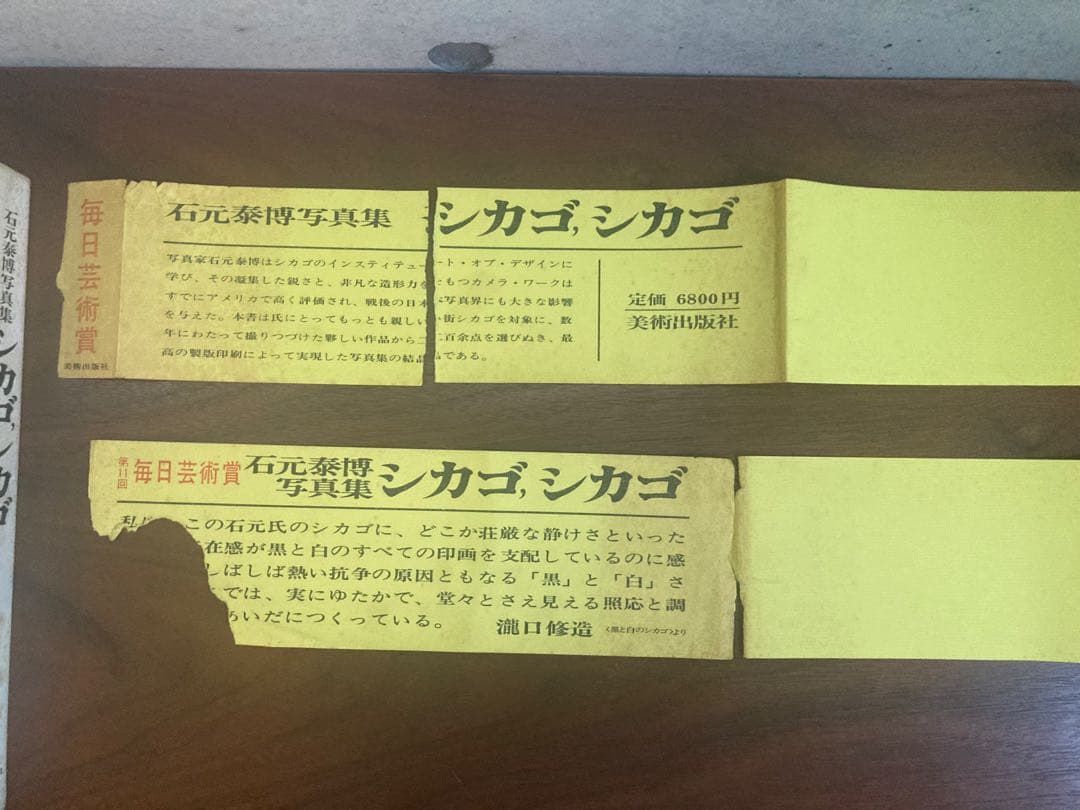 石元泰博写真集 シカゴ, シカゴ
毎日芸術賞
美術出版社
石元泰博写真集 シカゴ, シカゴ
写真家石元泰博はシカゴのインスティテュート・オブ・デザインに
学び、その凝集した鋭さと、非凡な造形力をもつカメラ・ワークは
すでにアメリカで高く評価され、戦後の日本写真界にも大きな影響
を与えた。本書は氏にとってもっとも親しい街シカゴを対象に、数
年にわたって撮りつづけた夥しい作品から二百余点を選びぬき、最
高の製版印刷によって実現した写真集の結晶である。
定価 6800円
美術出版社
第11回
毎日芸術賞
石元泰博
写真集
シカゴ, シカゴ
この石元氏のシカゴに、どこか荘厳な静けさといった
在感が黒と白のすべての印画を支配しているのに感
しばしば熱い抗争の原因ともなる「黒」と「白」さ
では、実にゆたかで、堂々とさえ見える照応と調
あいだにつくっている。
瀧口修造 〈黒と白のシカゴ〉より